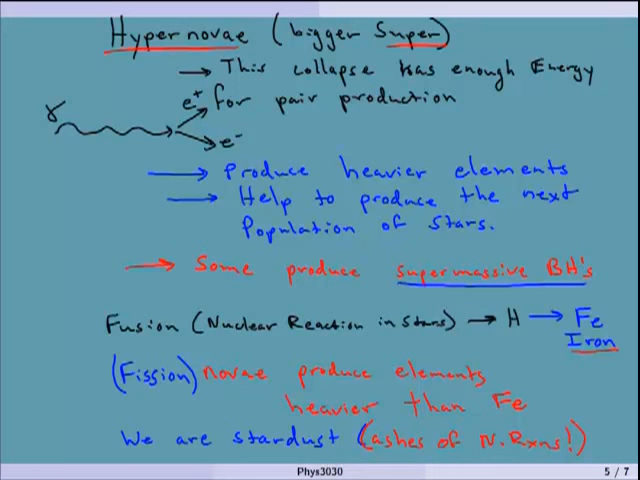 Hypernovae (bigger Super)
→ This collapse has enough Energy
e⁺ for pair production
γ
e⁻
→ Produce heavier elements
→ Help to produce the next
Population of Stars.
→ Some produce supermassive BH's
Fusion (Nuclear Reaction in Stars) → H → Fe
Iron
(Fission) novae produce elements
heavier than Fe
We are stardust (ashes of N. Rxns!)
Phys3030
5 / 7